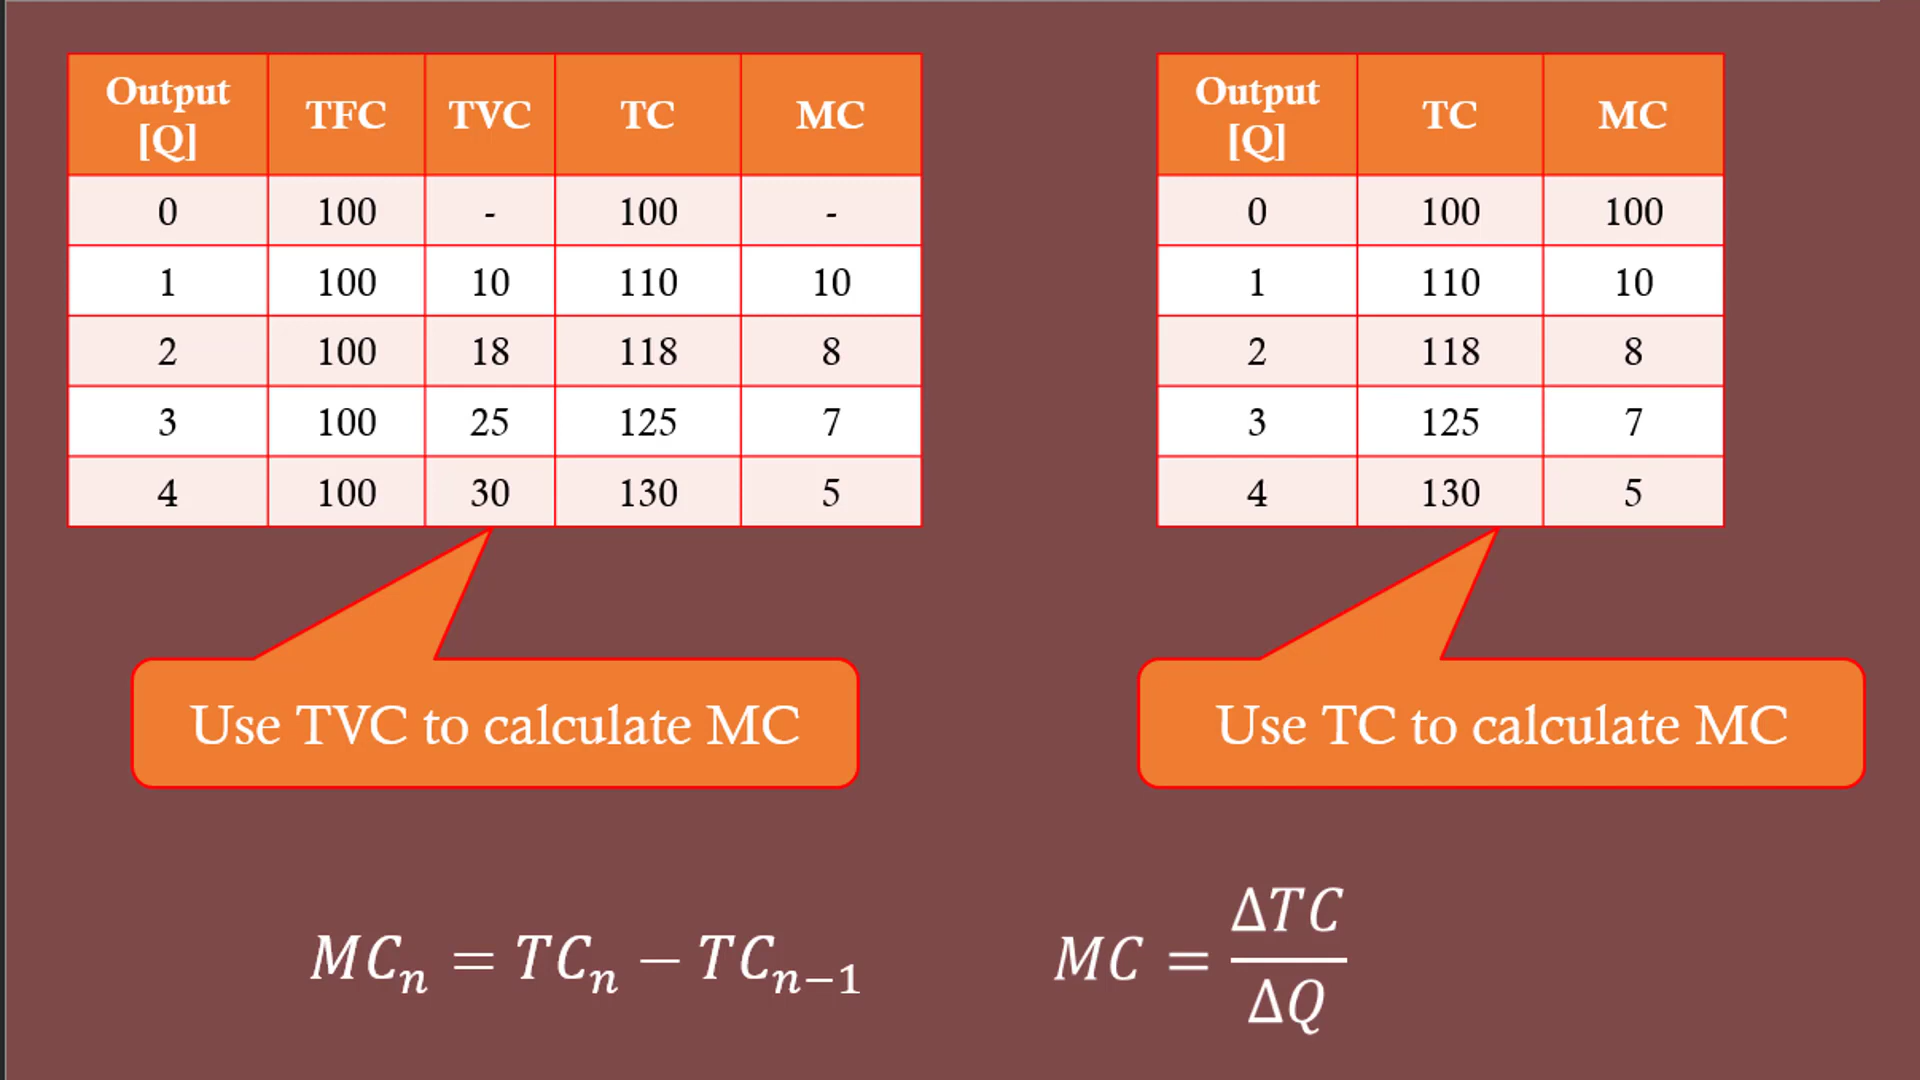 Output [Q] TFC TVC TC MC
0 100 - 100 -
1 100 10 110 10
2 100 18 118 8
3 100 25 125 7
4 100 30 130 5
Use TVC to calculate MC
Output [Q] TC MC
0 100 100
1 110 10
2 118 8
3 125 7
4 130 5
Use TC to calculate MC
MCₙ = TCₙ − TCₙ₋₁
MC = ΔTC / ΔQ